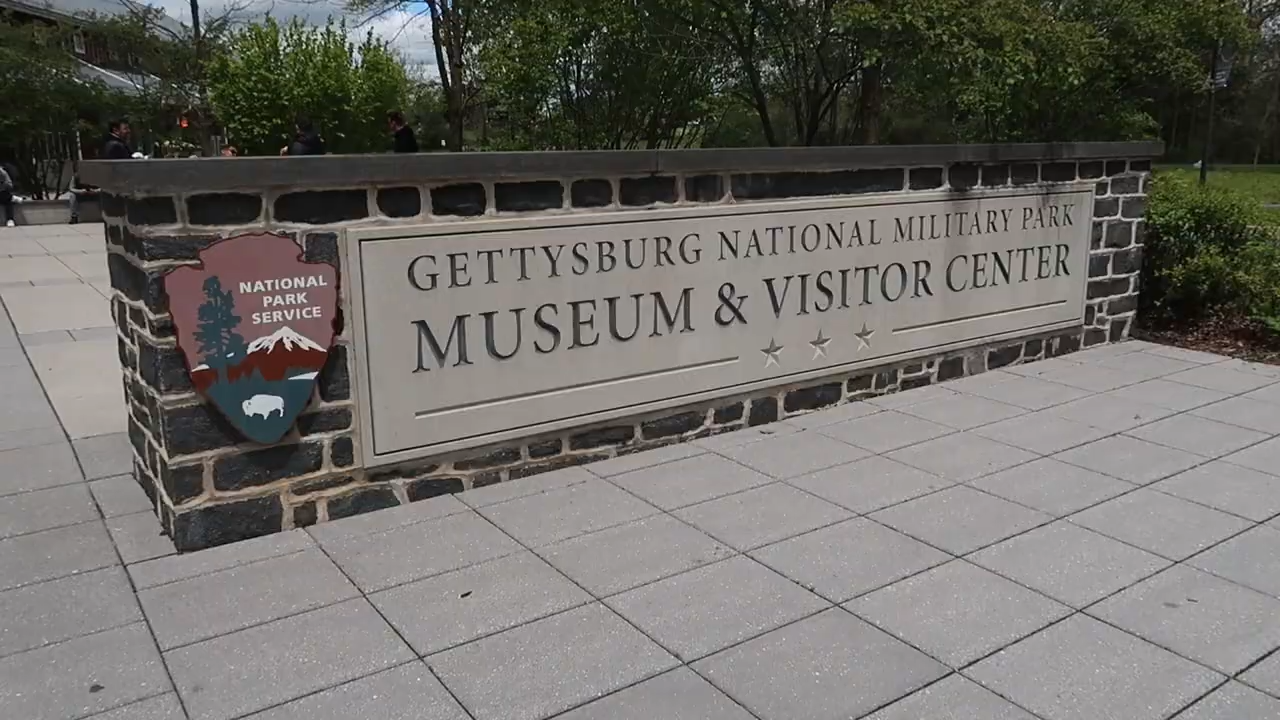 NATIONAL
PARK
SERVICE
GETTYSBURG NATIONAL MILITARY PARK
MUSEUM & VISITOR CENTER